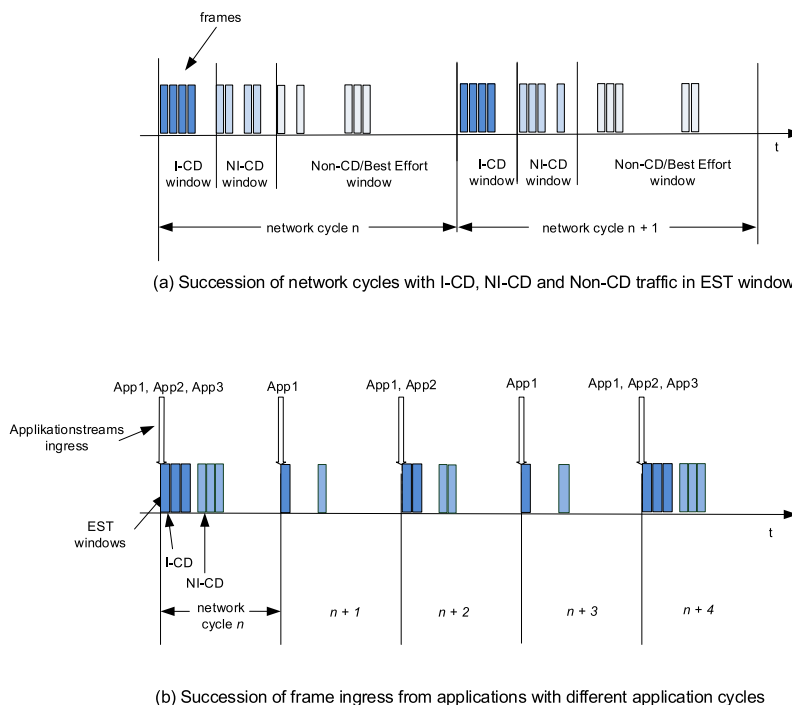 frames
t
I-CD
window
NI-CD
window
Non-CD/Best Effort
window
I-CD
window
NI-CD
window
Non-CD/Best Effort
window
network cycle n
network cycle n + 1
(a) Succession of network cycles with I-CD, NI-CD and Non-CD traffic in EST window
App1, App2, App3
App1
App1, App2
App1
App1, App2, App3
Applikationstreams
ingress
EST
windows
I-CD
NI-CD
t
network
cycle n
n + 1
n + 2
n + 3
n + 4
(b) Succession of frame ingress from applications with different application cycles